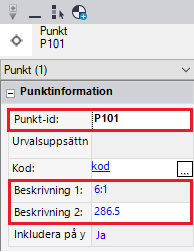 Punkt
P101
Punkt (1)
Punktinformation
Punkt-id: P101
Urvalsuppsättn
Kod: kod ...
Beskrivning 1: 6:1
Beskrivning 2: 286.5
Inkludera på y Ja